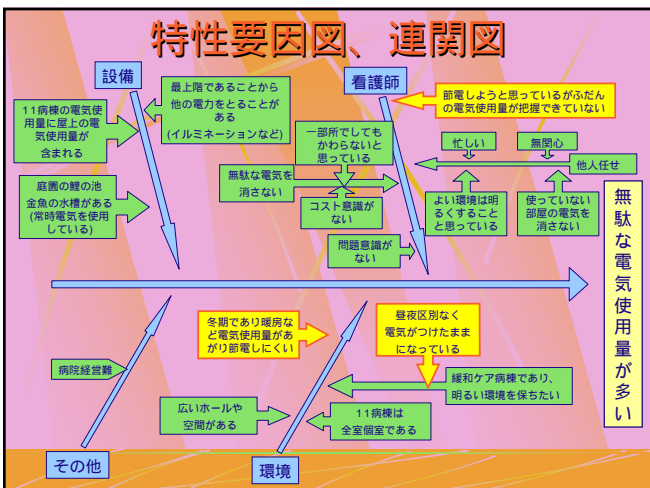 特性要因図、連関図
設備
最上階であることから
他の電力をとることが
ある
(イルミネーションなど)
11病棟の電気使
用量に屋上の電
気使用量が
含まれる
庭園の鯉の池
金魚の水槽がある
(常時電気を使用
している)
看護師
節電しようと思っているがふだん
の電気使用量が把握できていない
一部所でしても
かわらないと
思っている
無駄な電気を
消さない
コスト意識が
ない
問題意識が
ない
忙しい
無関心
他人任せ
よい環境は明
るくすること
と思っている
使っていない
部屋の電気を
消さない
無駄な電気使用量が多い
冬期であり暖房な
ど電気使用量があ
がり節電しにくい
昼夜区別なく
電気がつけたまま
になっている
病院経営難
緩和ケア病棟であり、
明るい環境を保ちたい
広いホールや
空間がある
11病棟は
全室個室である
その他
環境